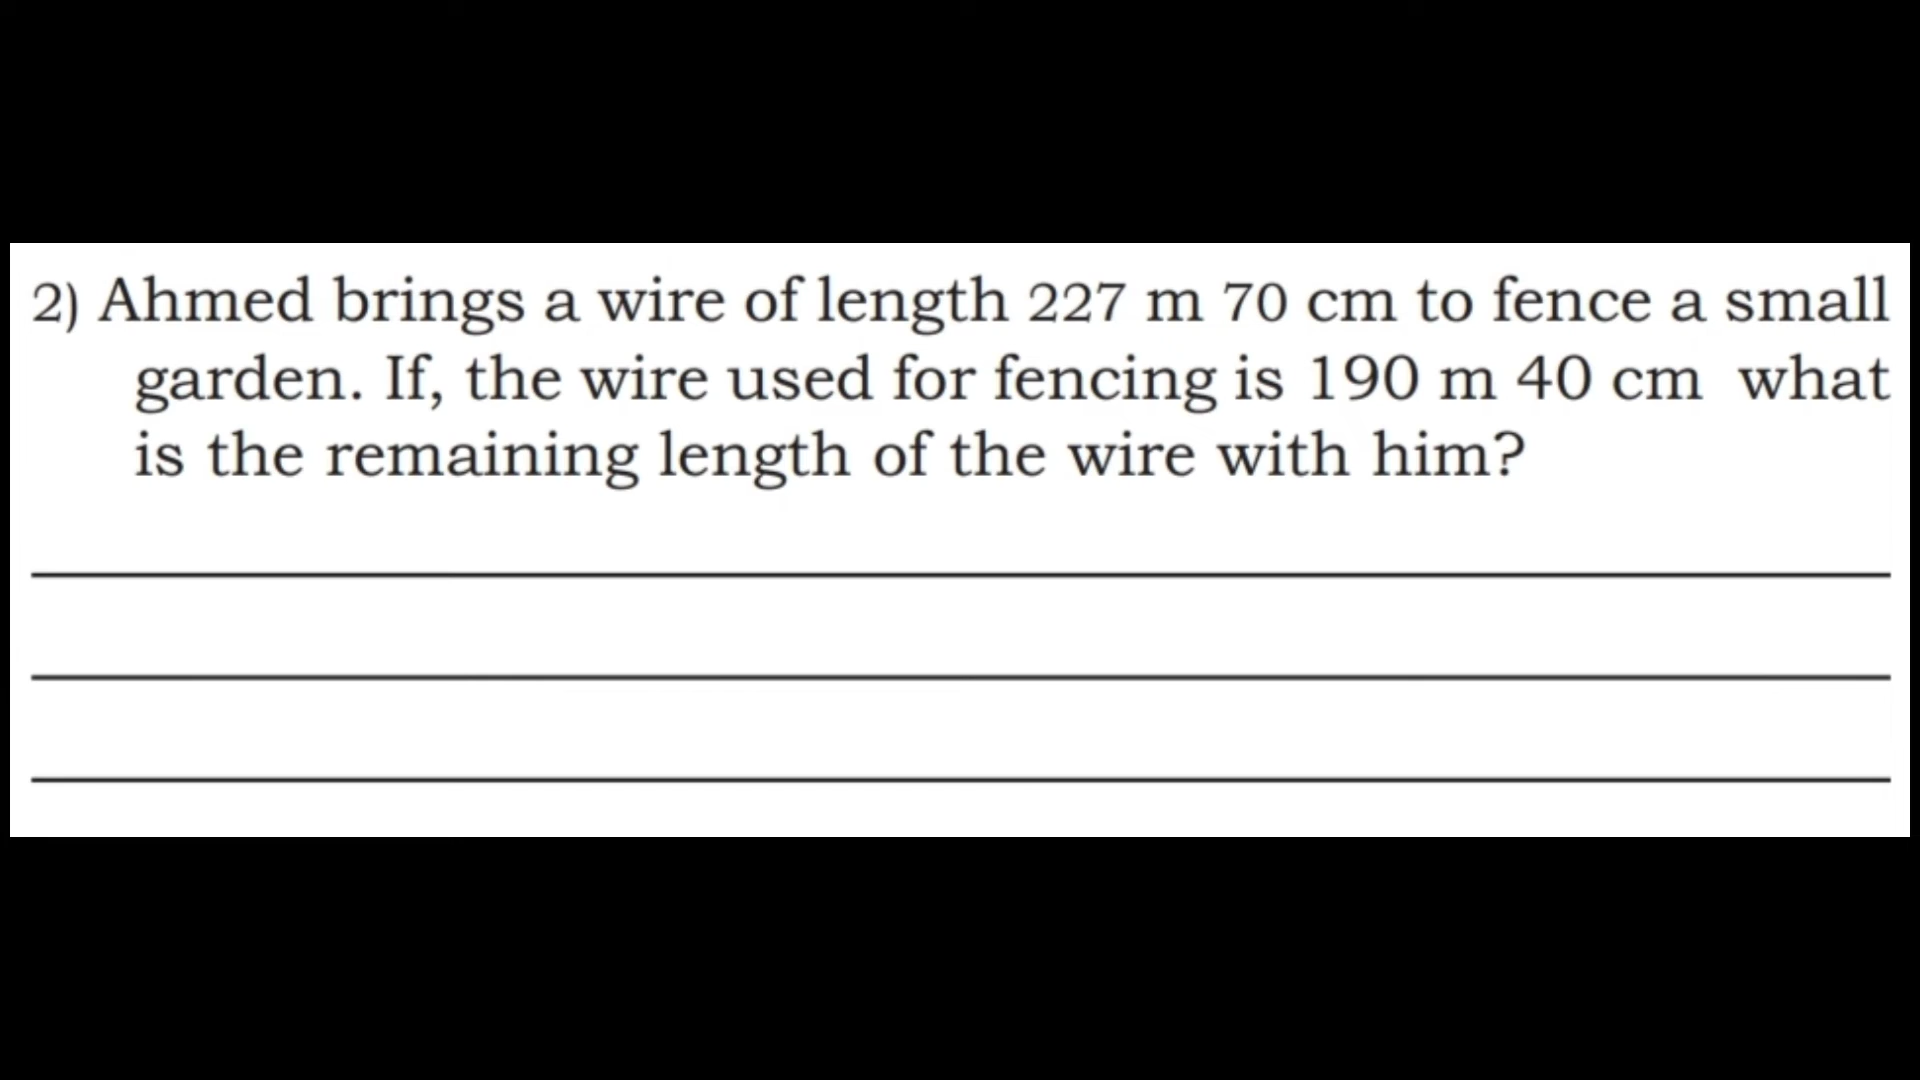 2) Ahmed brings a wire of length 227 m 70 cm to fence a small
garden. If, the wire used for fencing is 190 m 40 cm what
is the remaining length of the wire with him?